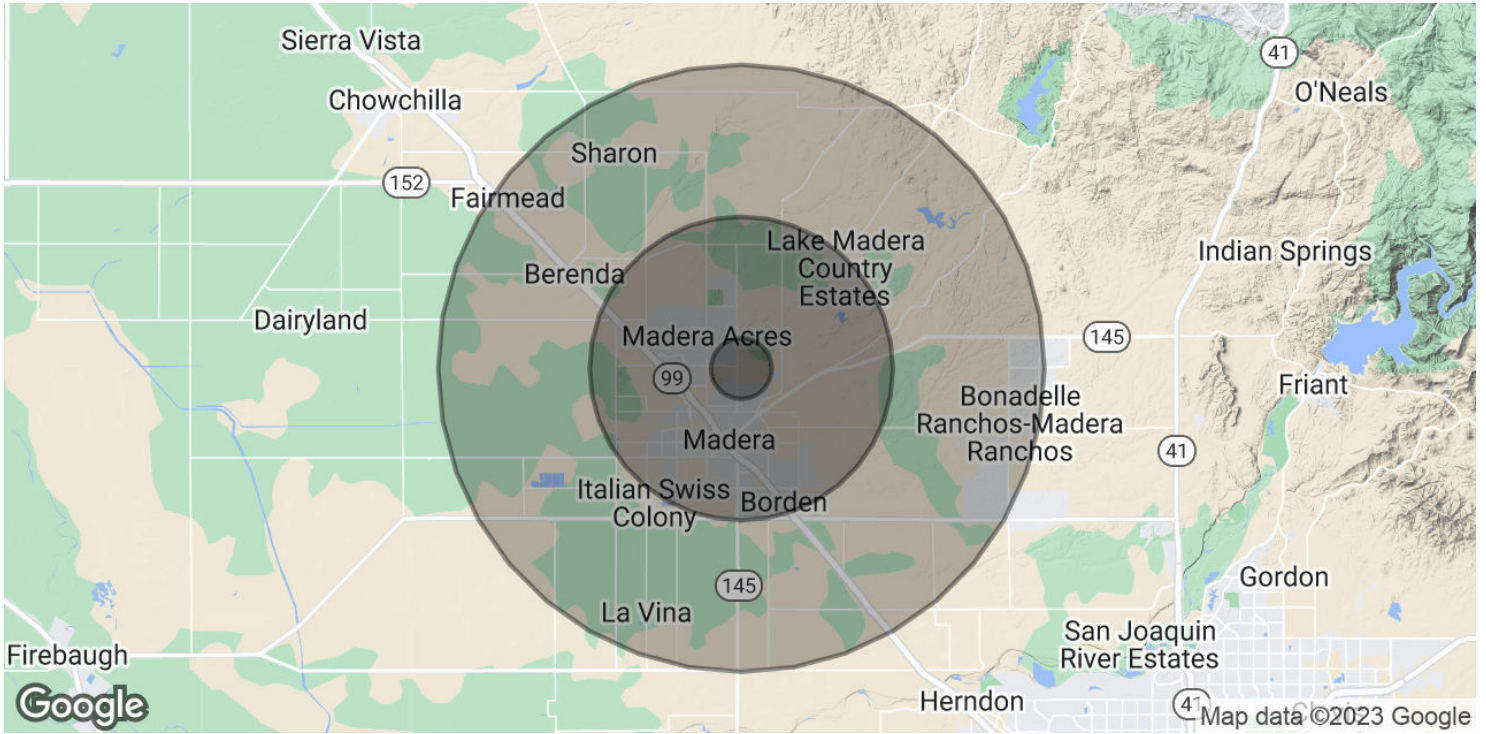 Sierra Vista
41
O'Neals
Chowchilla
Sharon
152
Fairmead
Lake Madera
Country
Estates
Indian Springs
Berenda
Dairyland
Madera Acres
145
99
Friant
Bonadelle
Ranchos-Madera
Ranchos
Madera
41
Italian Swiss
Colony
Borden
145
Gordon
La Vina
San Joaquin
River Estates
Firebaugh
Herndon
41
Google
Map data ©2023 Google